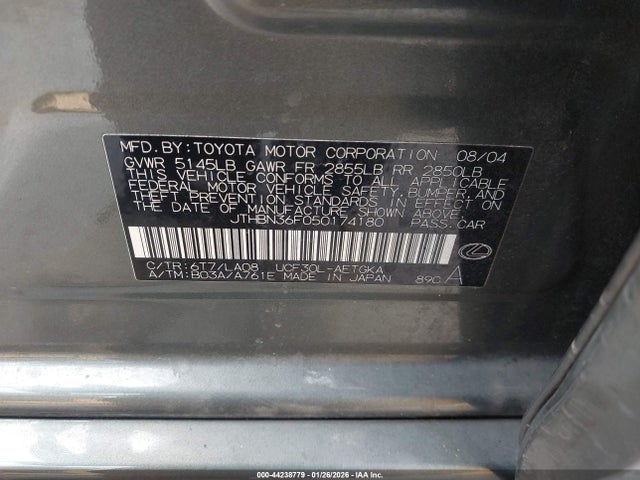 MFD. BY: TOYOTA MOTOR CORPORATION 08/04
GVWR 5145LB GAWR FR 2855LB RR 2850LB
THIS VEHICLE CONFORMS TO ALL APPLICABLE
FEDERAL MOTOR VEHICLE SAFETY, BUMPER, AND
THEFT PREVENTION STANDARDS IN EFFECT ON
THE DATE OF MANUFACTURE SHOWN ABOVE.
JTHBN36F050174180 PASS.CAR
C/TR: 6T7/LA08 UCF30L-AETGKA
A/TM: B03A/A761E MADE IN JAPAN 890 A
000-44238779 - 01/26/2026 - IAA Inc.